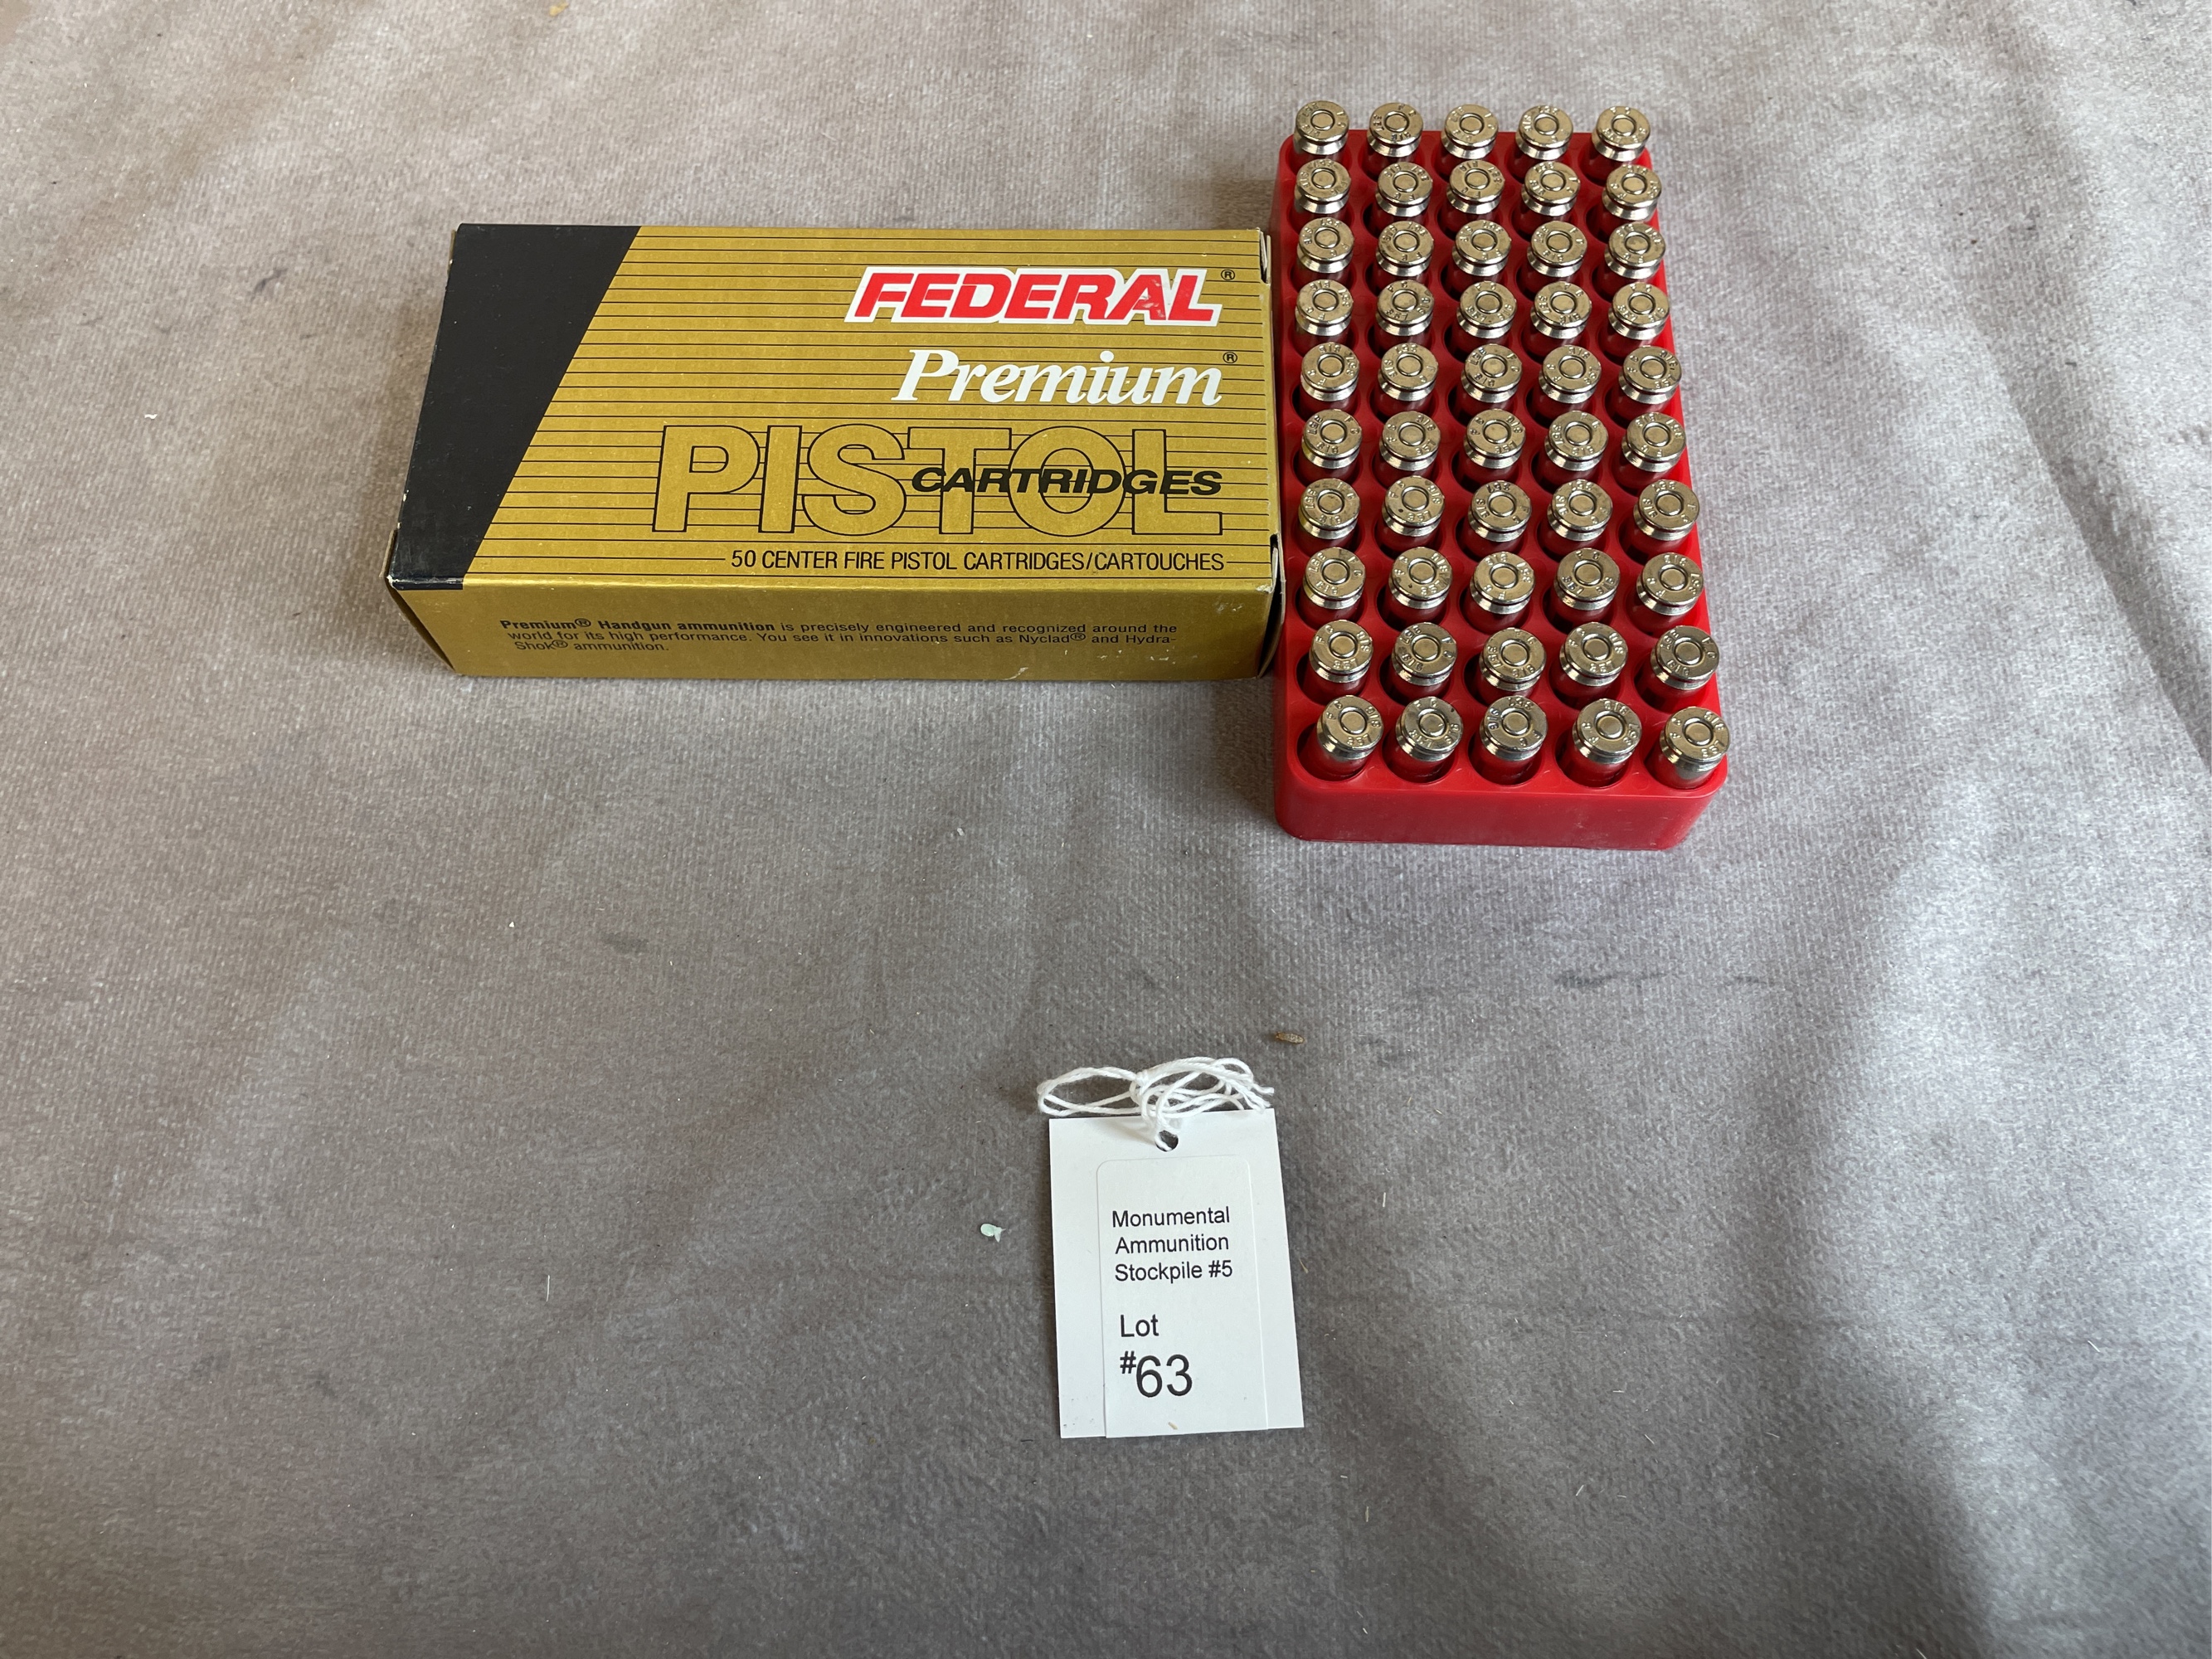 FEDERAL®
Premium®
PISTOL
CARTRIDGES
50 CENTER FIRE PISTOL CARTRIDGES/CARTOUCHES
Premium® Handgun ammunition is precisely engineered and recognized around the
world for its high performance. You see it in innovations such as Nyclad® and Hydra-
Shok® ammunition.
Monumental
Ammunition
Stockpile #5
Lot
#63